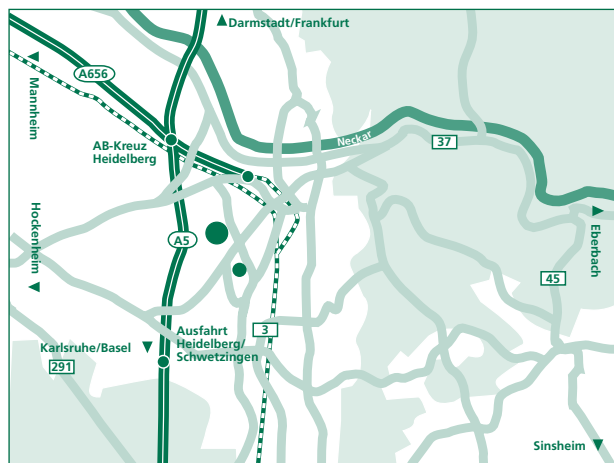 Darmstadt/Frankfurt
A656
Mannheim
AB-Kreuz
Heidelberg
Neckar
37
Hockenheim
A5
Eberbach
45
3
Ausfahrt
Heidelberg/
Schwetzingen
Karlsruhe/Basel
291
Sinsheim